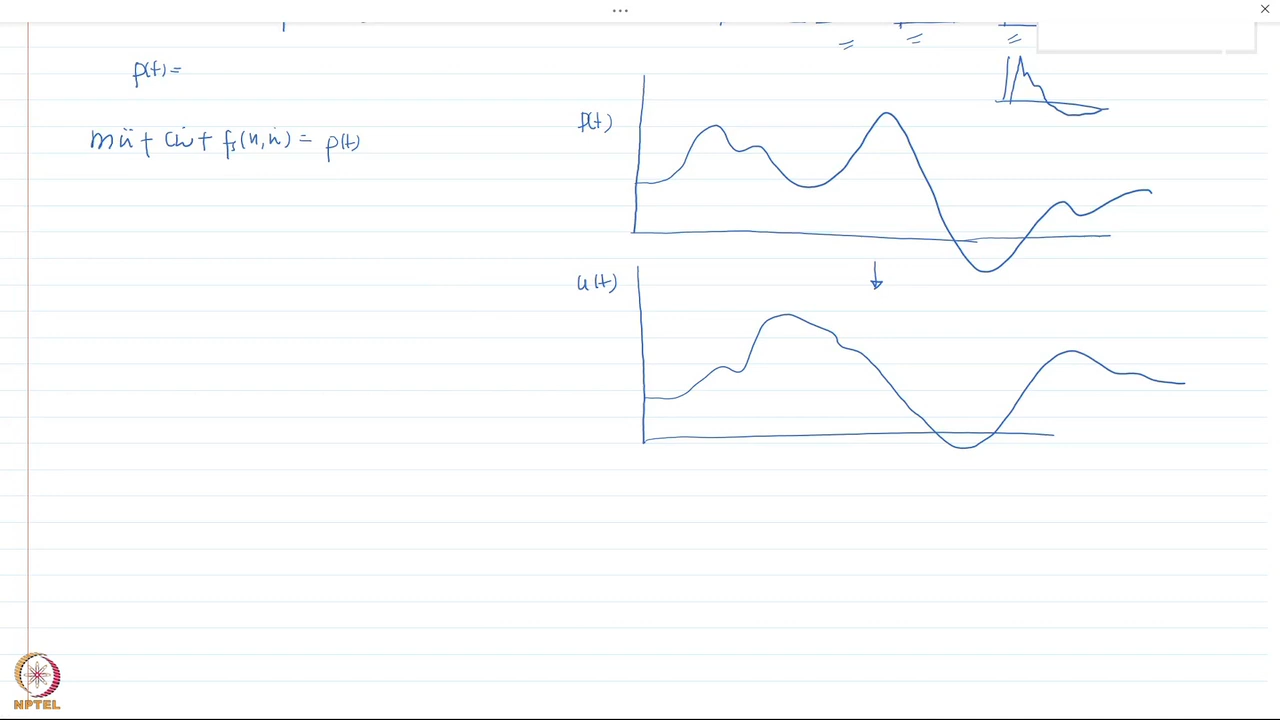 p(t) =
mü + cu̇ + fs(u, u̇) = p(t)
p(t)
u(t)
NPTEL